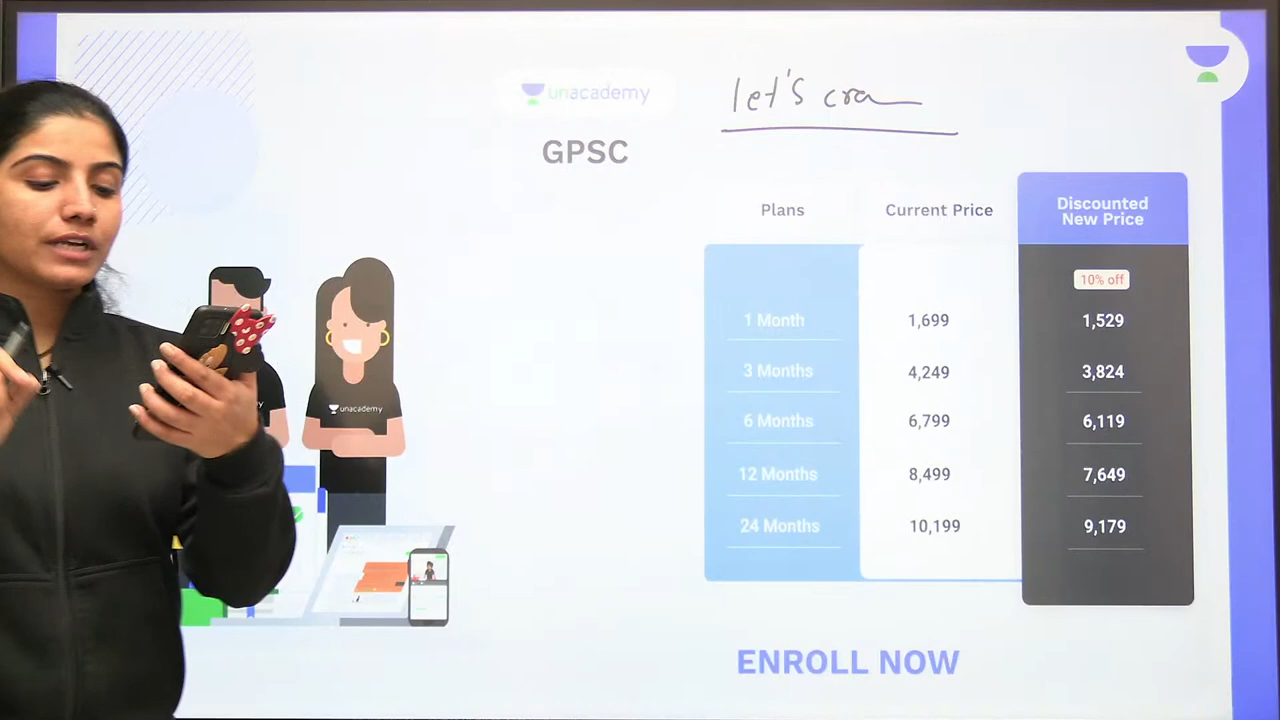 unacademy
let's cra
GPSC
Plans Current Price Discounted New Price
10% off
1 Month 1,699 1,529
3 Months 4,249 3,824
6 Months 6,799 6,119
12 Months 8,499 7,649
24 Months 10,199 9,179
unacademy
ENROLL NOW